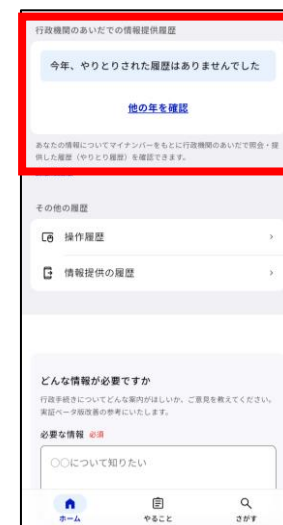 行政機関のあいだでの情報提供履歴
今年、やりとりされた履歴はありませんでした
他の年を確認
あなたの情報についてマイナンバーをもとに行政機関のあいだで照会・提
供した履歴（やりとり履歴）を確認できます。
その他の履歴
操作履歴
情報提供の履歴
どんな情報が必要ですか
行政手続きについてどんな案内がほしいか、ご意見を教えてください。
実証ベータ版改善の参考にいたします。
必要な情報 必須
○○について知りたい
ホーム やること さがす